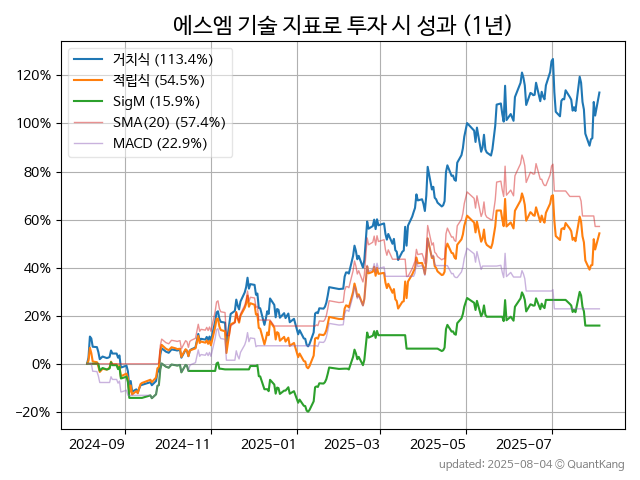 에스엠 기술 지표로 투자 시 성과 (1년)
거치식 (113.4%)
적립식 (54.5%)
SigM (15.9%)
SMA(20) (57.4%)
MACD (22.9%)
120%
100%
80%
60%
40%
20%
0%
−20%
2024-09 2024-11 2025-01 2025-03 2025-05 2025-07
updated: 2025-08-04 © QuantKang